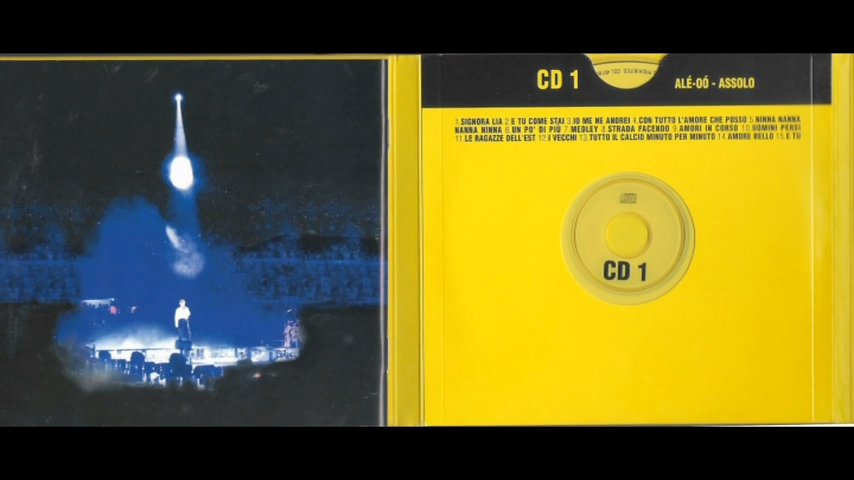 CD 1
ALÉ-OÓ - ASSOLO
1.SIGNORA LIA 2.E TU COME STAI 3.IO ME NE ANDREI 4.CON TUTTO L'AMORE CHE POSSO 5.NINNA NANNA
NANNA NINNA 6.UN PO' DI PIÙ 7.MEDLEY 8.STRADA FACENDO 9.AMORI IN CORSO 10.UOMINI PERSI
11.LE RAGAZZE DELL'EST 12.I VECCHI 13.TUTTO IL CALCIO MINUTO PER MINUTO 14.AMORE BELLO 15.E TU
CD 1